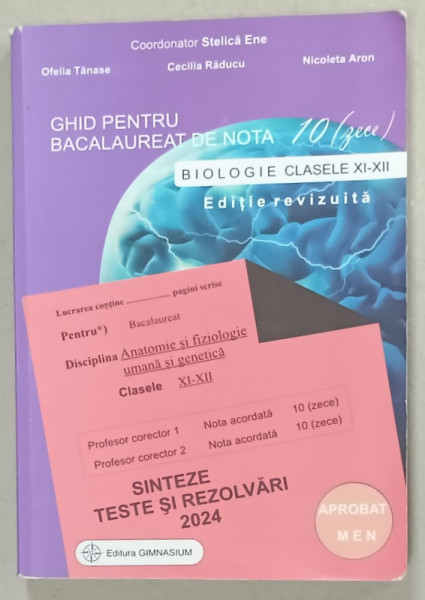 Coordonator Stelică Ene
Ofelia Tănase Cecilia Răducu Nicoleta Aron
GHID PENTRU
BACALAUREAT DE NOTA 10 (zece)
BIOLOGIE CLASELE XI-XII
Ediție revizuită
Lucrarea conține .................. pagini scrise
Pentru*) Bacalaureat
Disciplina Anatomie și fiziologie
umană si genetică
Clasele XI-XII
Profesor corector 1 Nota acordată 10 (zece)
Profesor corector 2 Nota acordată 10 (zece)
SINTEZE
TESTE ȘI REZOLVĂRI
2024
APROBAT
MEN
Editura GIMNASIUM